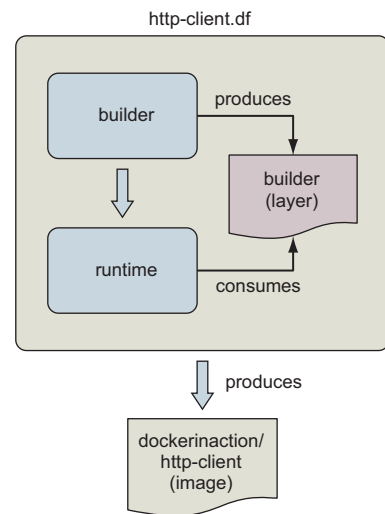 http-client.df
builder
produces
builder
(layer)
runtime
consumes
produces
dockerinaction/
http-client
(image)